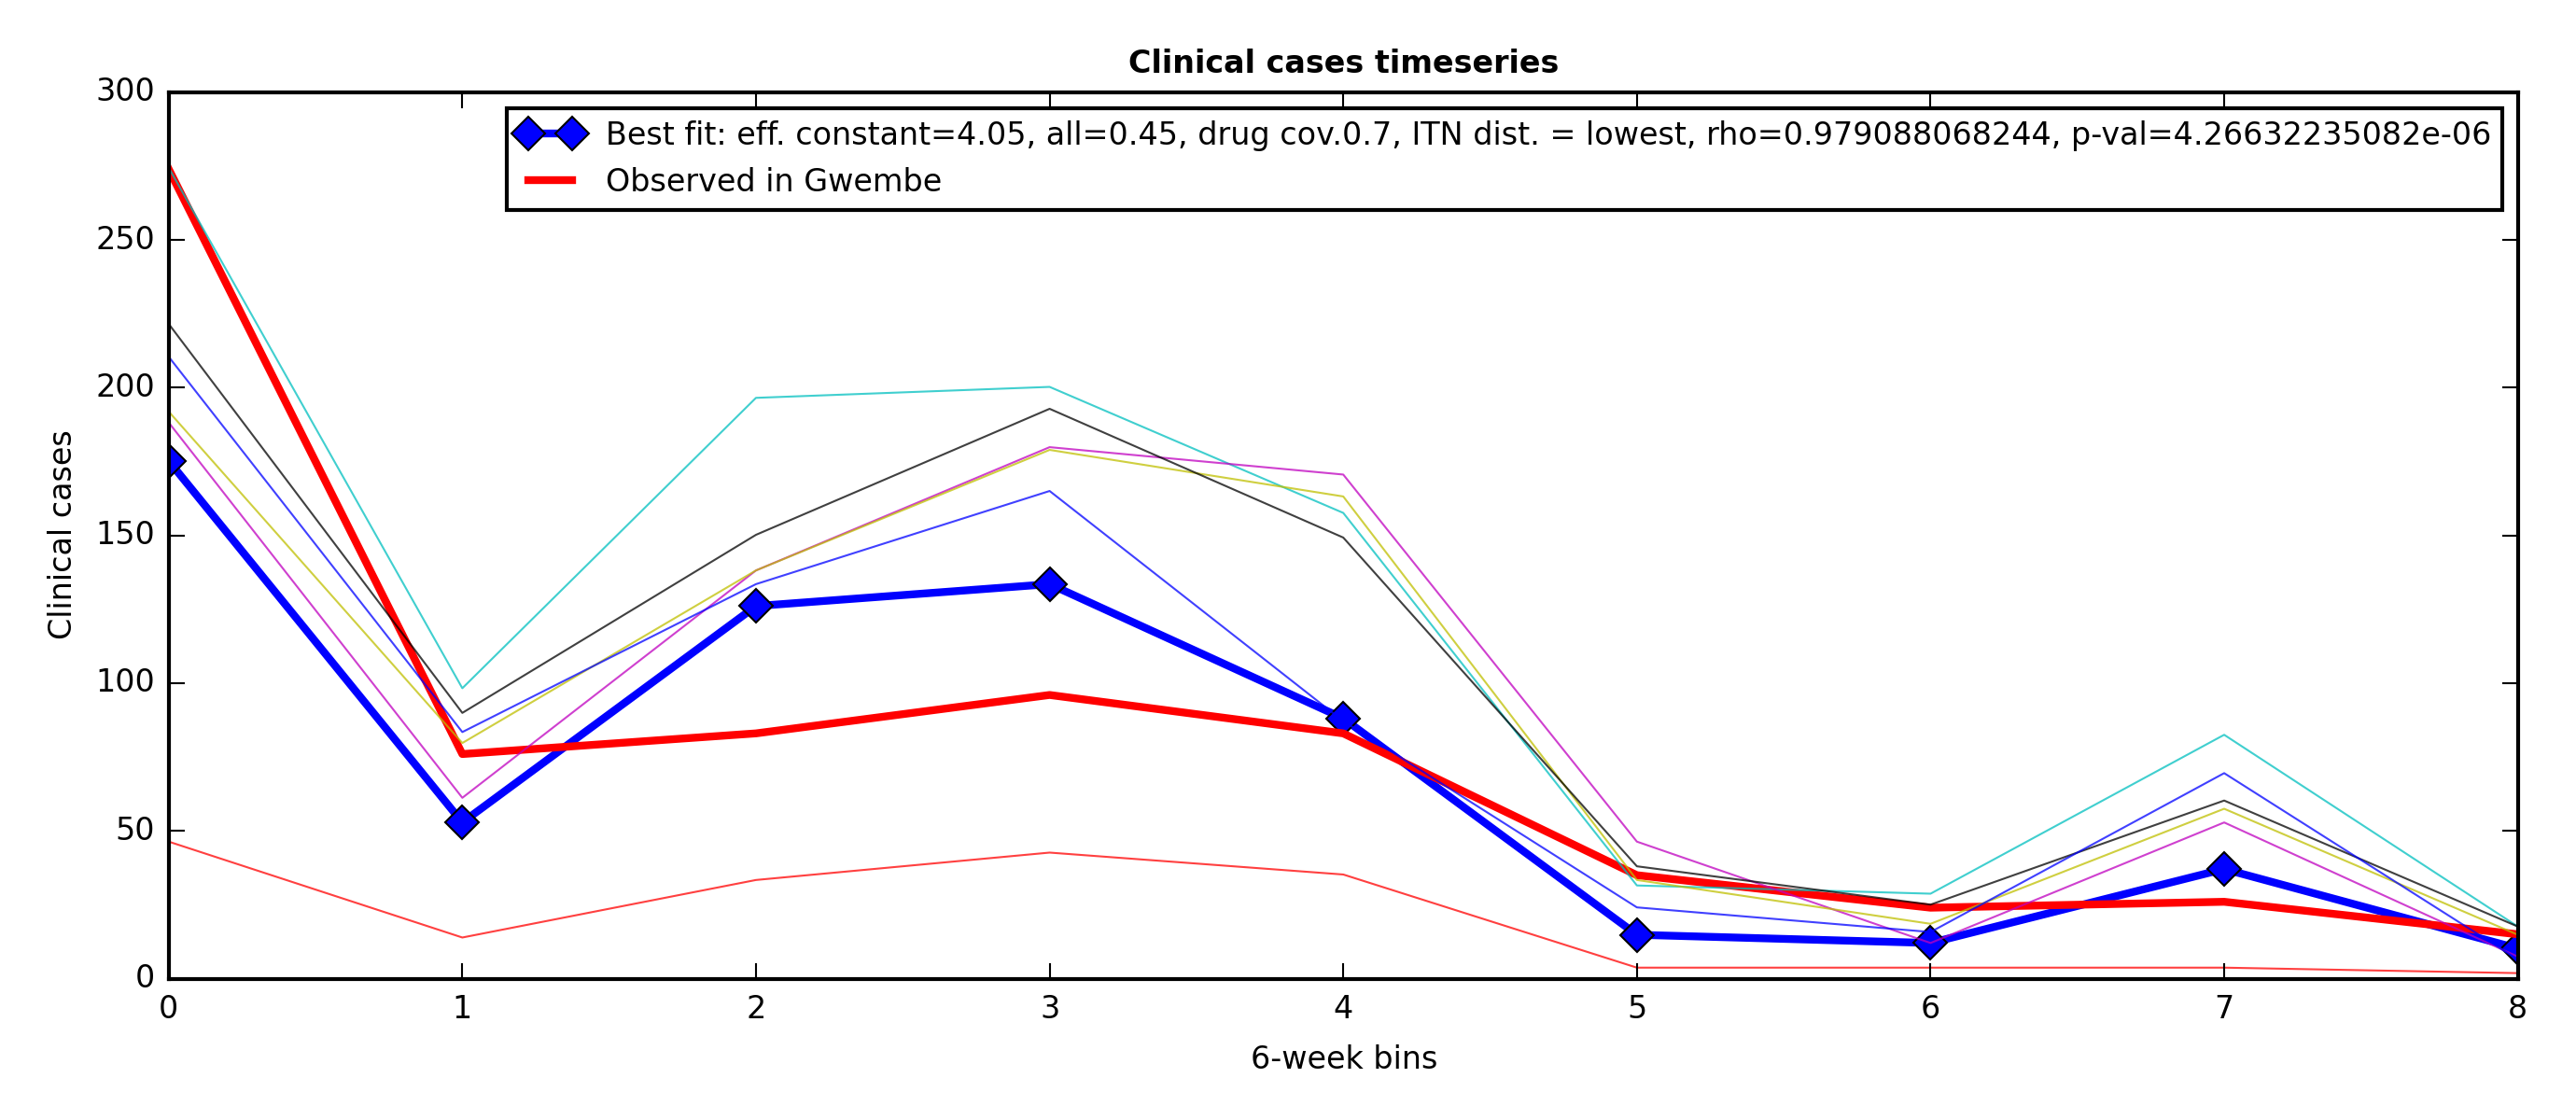 Clinical cases timeseries
Best fit: eff. constant=4.05, all=0.45, drug cov.0.7, ITN dist. = lowest, rho=0.979088068244, p-val=4.26632235082e-06
Observed in Gwembe
300
250
200
150
100
50
0
Clinical cases
0 1 2 3 4 5 6 7 8
6-week bins